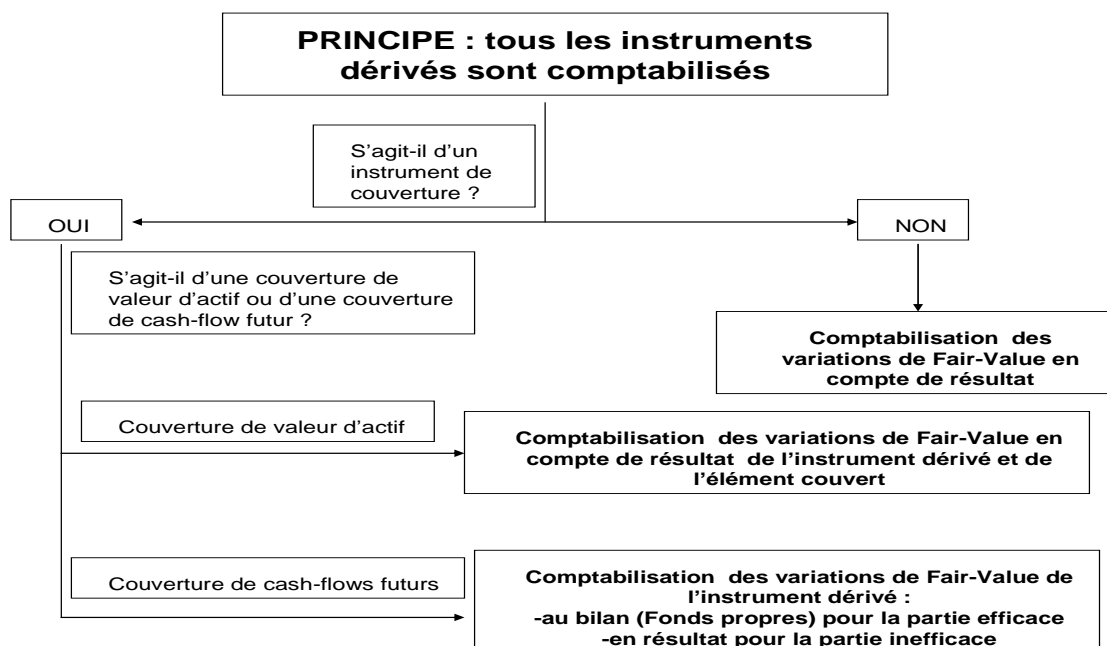 PRINCIPE : tous les instruments
dérivés sont comptabilisés
S'agit-il d'un
instrument de
couverture ?
OUI
NON
S'agit-il d'une couverture de
valeur d'actif ou d'une couverture
de cash-flow futur ?
Comptabilisation des
variations de Fair-Value en
compte de résultat
Couverture de valeur d'actif
Comptabilisation des variations de Fair-Value en
compte de résultat de l'instrument dérivé et de
l'élément couvert
Couverture de cash-flows futurs
Comptabilisation des variations de Fair-Value de
l'instrument dérivé :
-au bilan (Fonds propres) pour la partie efficace
-en résultat pour la partie inefficace